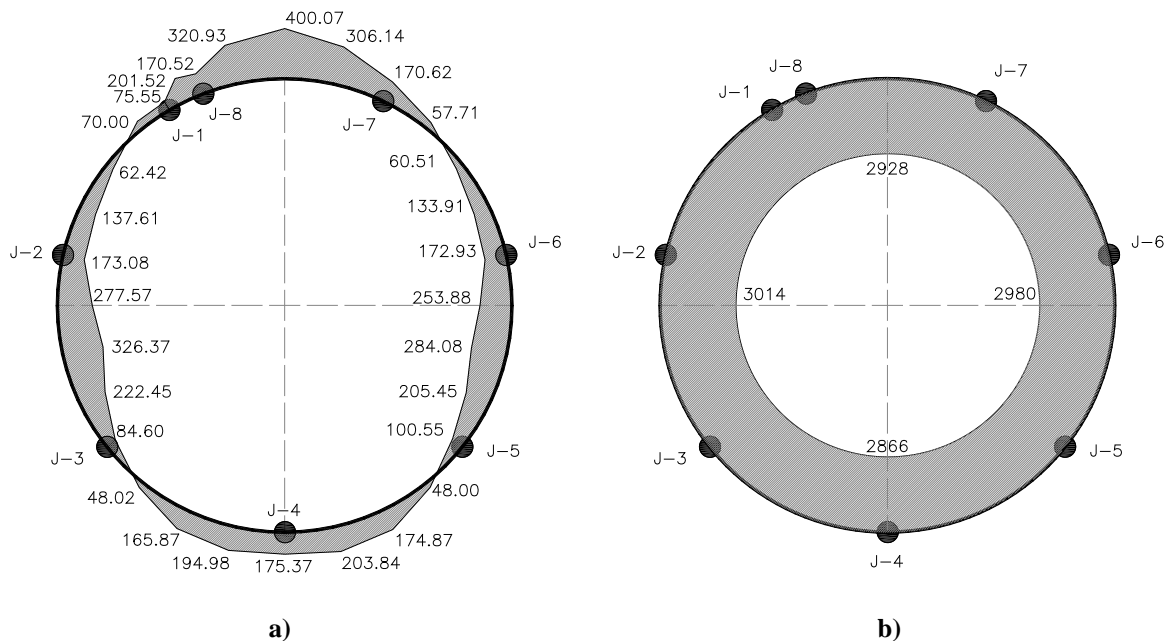 400.07
320.93 306.14
170.52 170.62
201.52
75.55 57.71
70.00 J-1 J-8 J-7
62.42 60.51
137.61 133.91
J-2 173.08 172.93 J-6
277.57 253.88
326.37 284.08
222.45 205.45
84.60 100.55
J-3 J-5
48.02 J-4 48.00
165.87 174.87
194.98 175.37 203.84
a)
J-8
J-1 J-7
2928
J-2 J-6
3014 2980
2866
J-3 J-5
J-4
b)